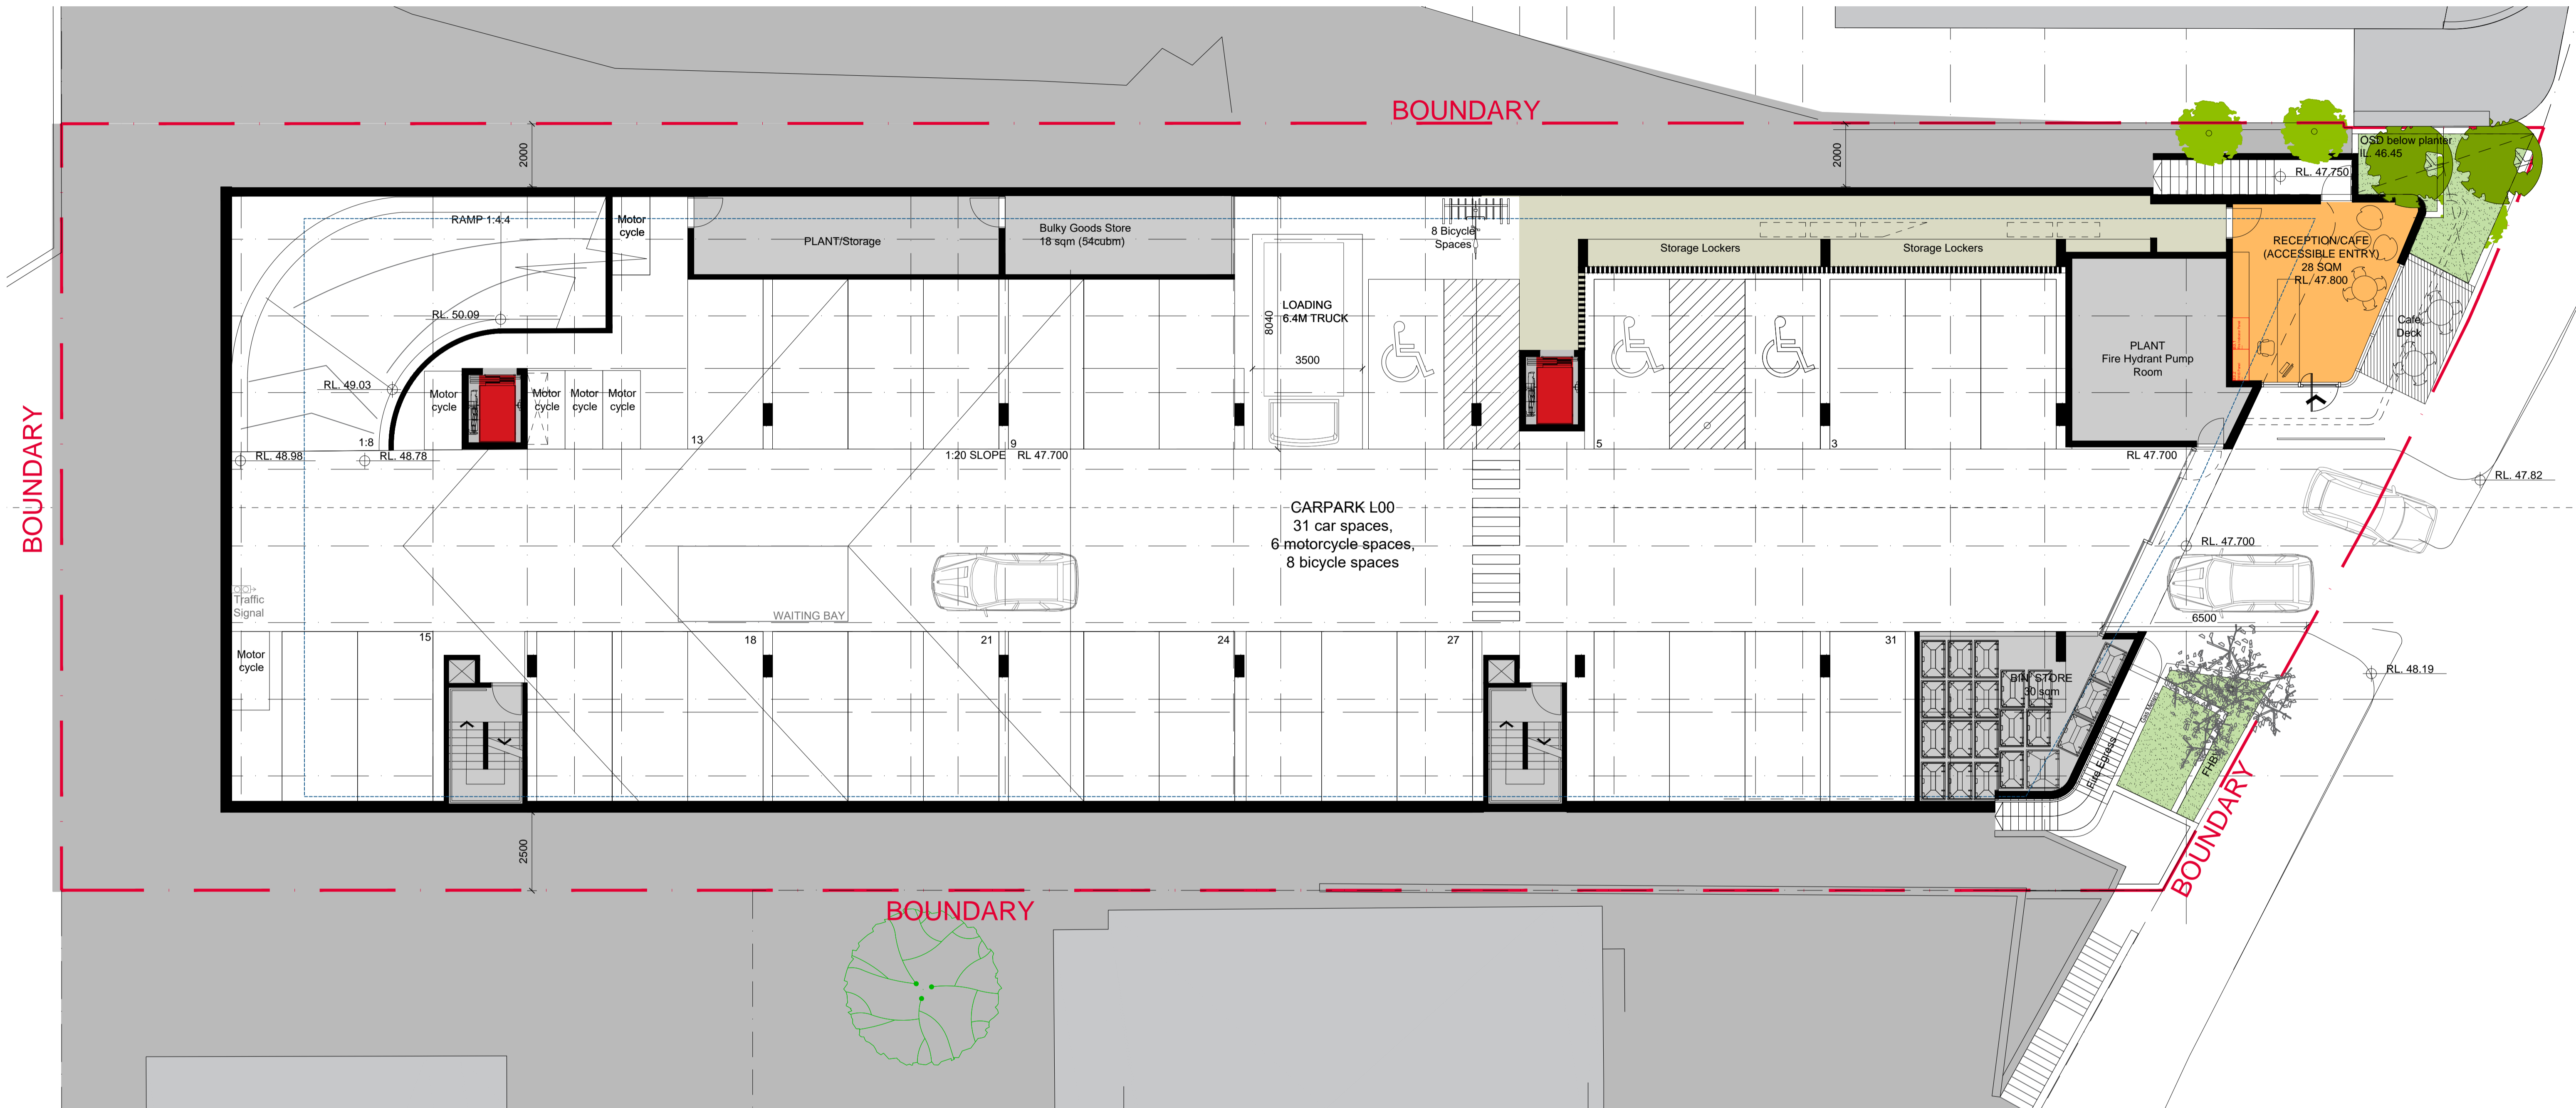 BOUNDARY
2000
2000
OSD below planter
IL. 46.45
RL. 47.750
RAMP 1:4.4
Motor
cycle
PLANT/Storage
Bulky Goods Store
18 sqm (54cubm)
8 Bicycle
Spaces
Storage Lockers
Storage Lockers
RECEPTION/CAFE
(ACCESSIBLE ENTRY)
28 SQM
RL. 47.800
RL. 50.09
LOADING
6.4M TRUCK
8040
3500
Cafe
Deck
PLANT
Fire Hydrant Pump
Room
RL. 49.03
Motor
cycle
Motor
cycle
Motor
cycle
Motor
cycle
1:8
13
9
5
3
RL. 48.98
RL. 48.78
1:20 SLOPE
RL 47.700
RL 47.700
RL. 47.82
BOUNDARY
CARPARK L00
31 car spaces,
6 motorcycle spaces,
8 bicycle spaces
RL. 47.700
Traffic
Signal
WAITING BAY
6500
15
18
21
24
27
31
Motor
cycle
BIN STORE
30 sqm
RL. 48.19
Gas Meters
Fire Egress
FHBV
BOUNDARY
2500
BOUNDARY